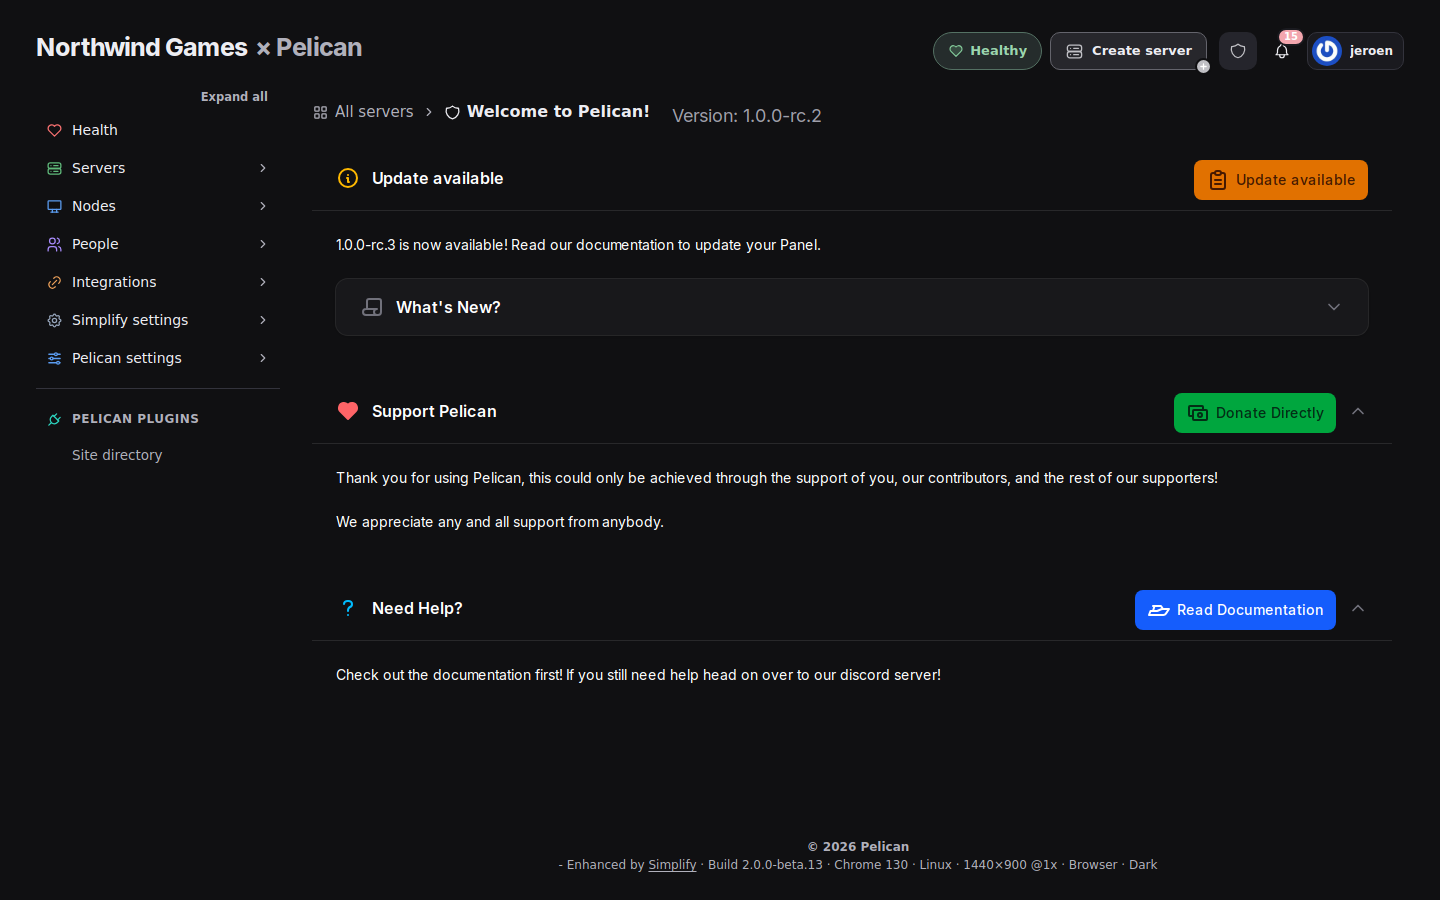 Northwind Games × Pelican
Healthy
Create server
15
jeroen
Expand all
Health
Servers
Nodes
People
Integrations
Simplify settings
Pelican settings
PELICAN PLUGINS
Site directory
All servers
Welcome to Pelican!
Version: 1.0.0-rc.2
Update available
Update available
1.0.0-rc.3 is now available! Read our documentation to update your Panel.
What's New?
Support Pelican
Donate Directly
Thank you for using Pelican, this could only be achieved through the support of you, our contributors, and the rest of our supporters!
We appreciate any and all support from anybody.
Need Help?
Read Documentation
Check out the documentation first! If you still need help head on over to our discord server!
© 2026 Pelican
- Enhanced by Simplify · Build 2.0.0-beta.13 · Chrome 130 · Linux · 1440×900 @1x · Browser · Dark